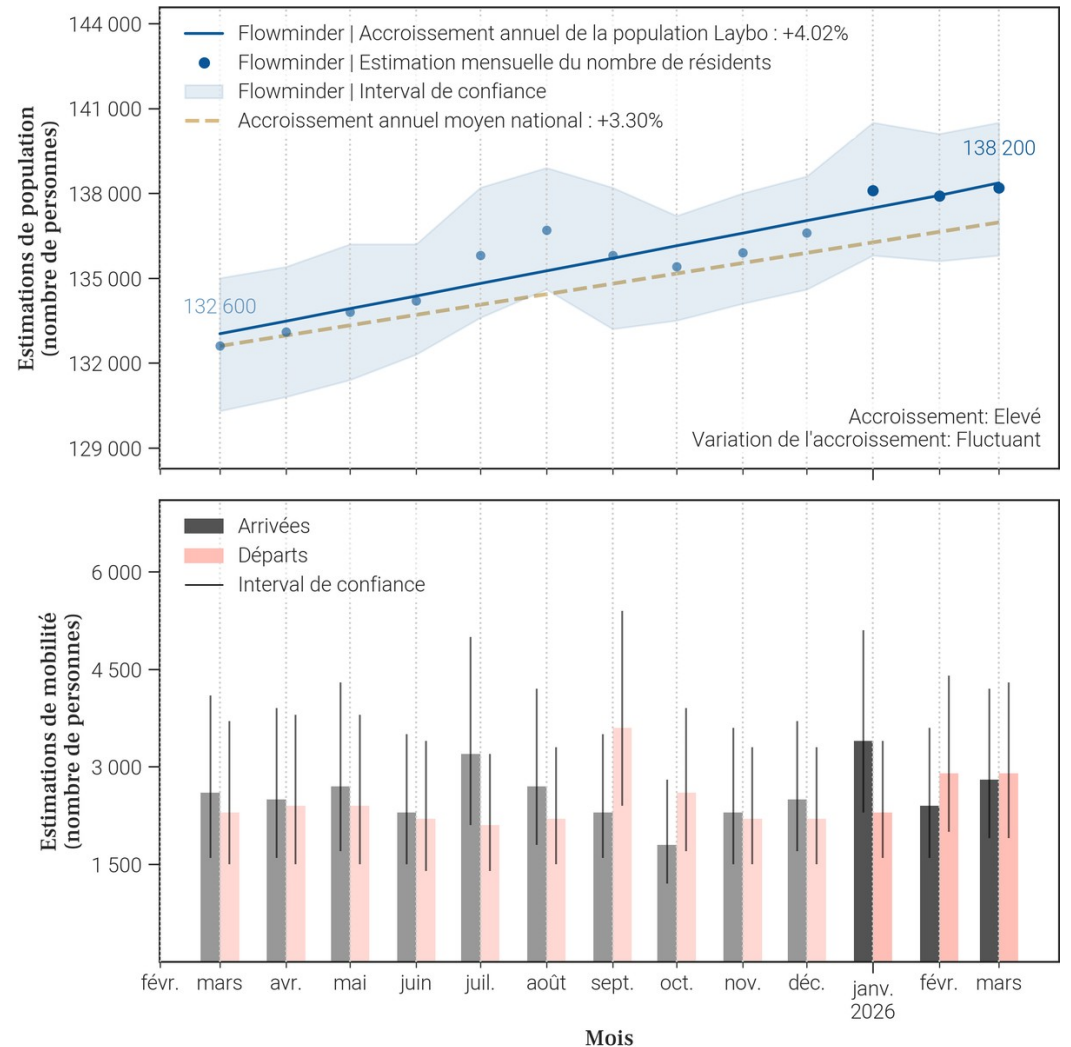 144 000
141 000
138 000
135 000
132 000
129 000
Estimations de population
(nombre de personnes)
Flowminder | Accroissement annuel de la population Laybo : +4.02%
Flowminder | Estimation mensuelle du nombre de résidents
Flowminder | Interval de confiance
Accroissement annuel moyen national : +3.30%
138 200
132 600
Accroissement: Elevé
Variation de l'accroissement: Fluctuant
6 000
4 500
3 000
1 500
Estimations de mobilité
(nombre de personnes)
Arrivées
Départs
Interval de confiance
févr. mars avr. mai juin juil. août sept. oct. nov. déc. janv. févr. mars
2026
Mois